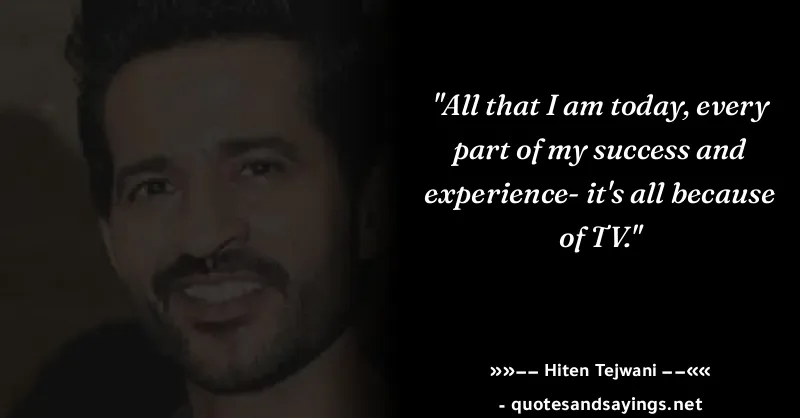 "All that I am today, every
part of my success and
experience- it's all because
of TV."
»»−− Hiten Tejwani −−««
- quotesandsayings.net